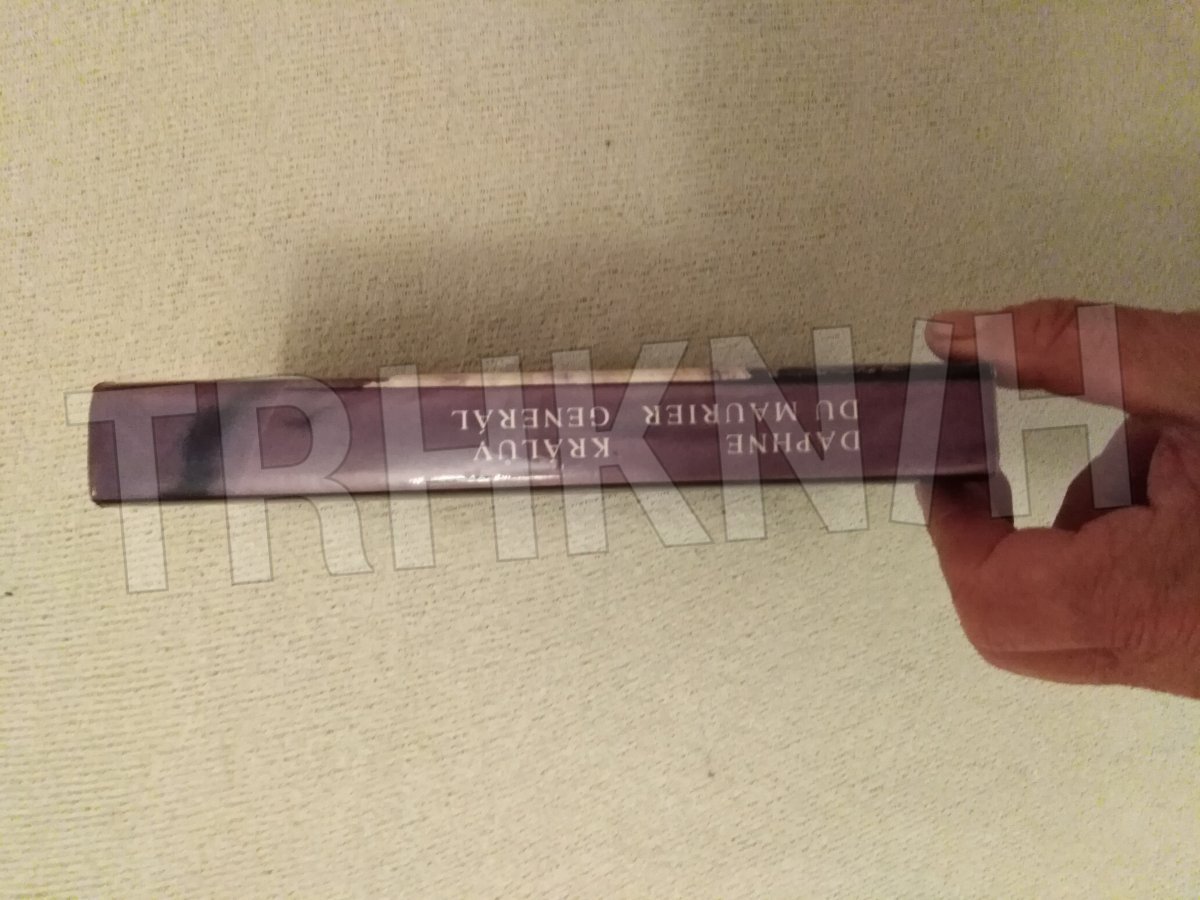 DAPHNE
DU MAURIER
KRÁLŮV
GENERÁL
TRHKNIH